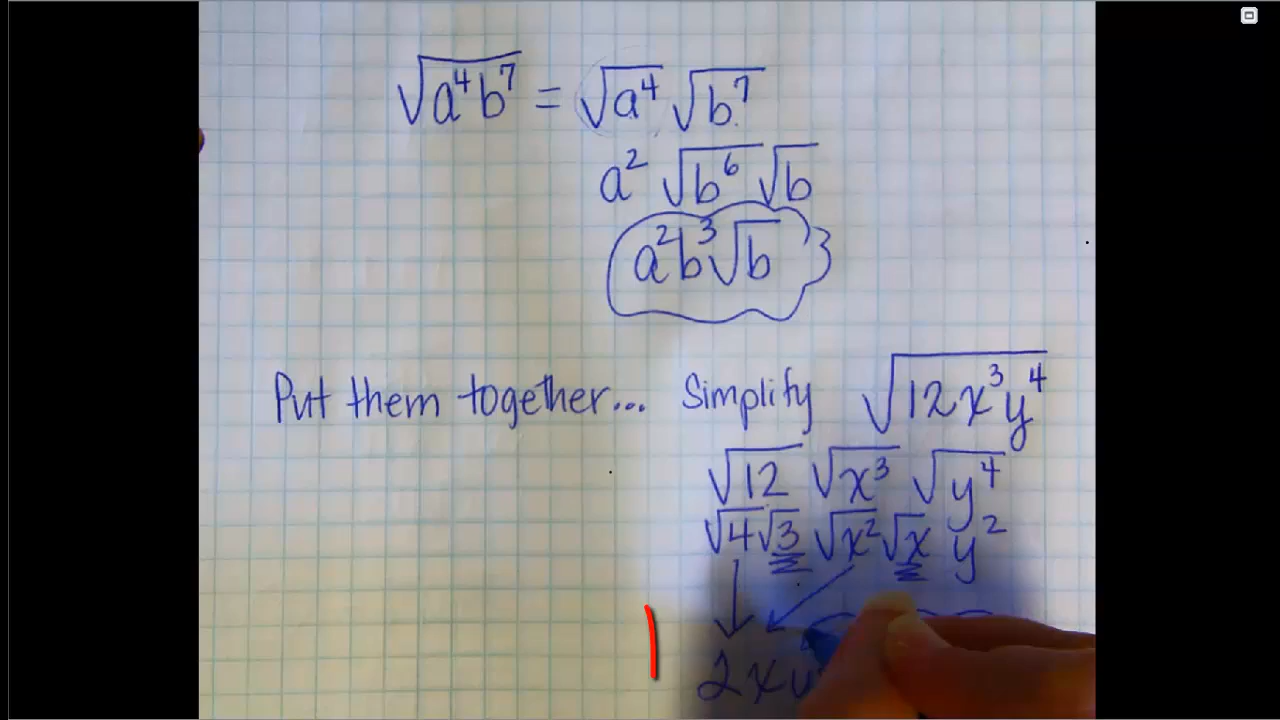 √(a⁴b⁷) = √(a⁴) √(b⁷)
a² √(b⁶) √b
a²b³√b
Put them together... Simplify √(12x³y⁴)
√12 √(x³) √(y⁴)
√4 √3 √(x²) √x y²
2x